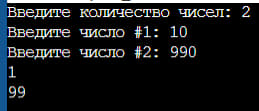 Введите количество чисел: 2
Введите число #1: 10
Введите число #2: 990
1
99